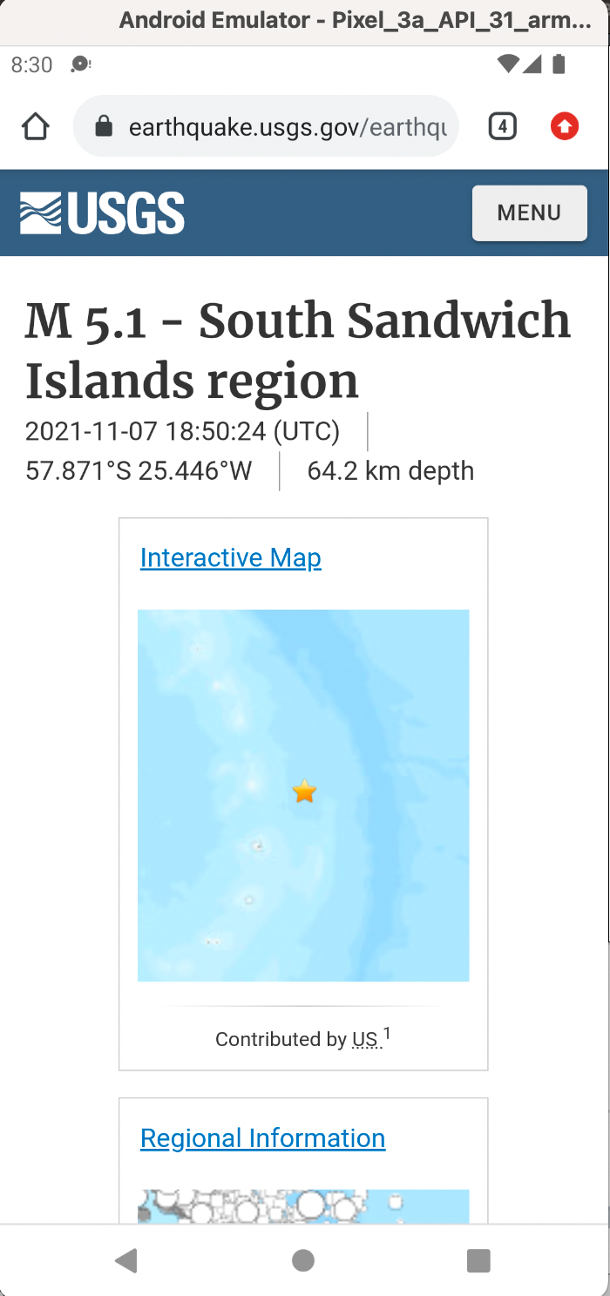 Android Emulator - Pixel_3a_API_31_arm...
8:30
earthquake.usgs.gov/earthqu
4
USGS
MENU
M 5.1 - South Sandwich
Islands region
2021-11-07 18:50:24 (UTC)
57.871°S 25.446°W
64.2 km depth
Interactive Map
Contributed by US 1
Regional Information